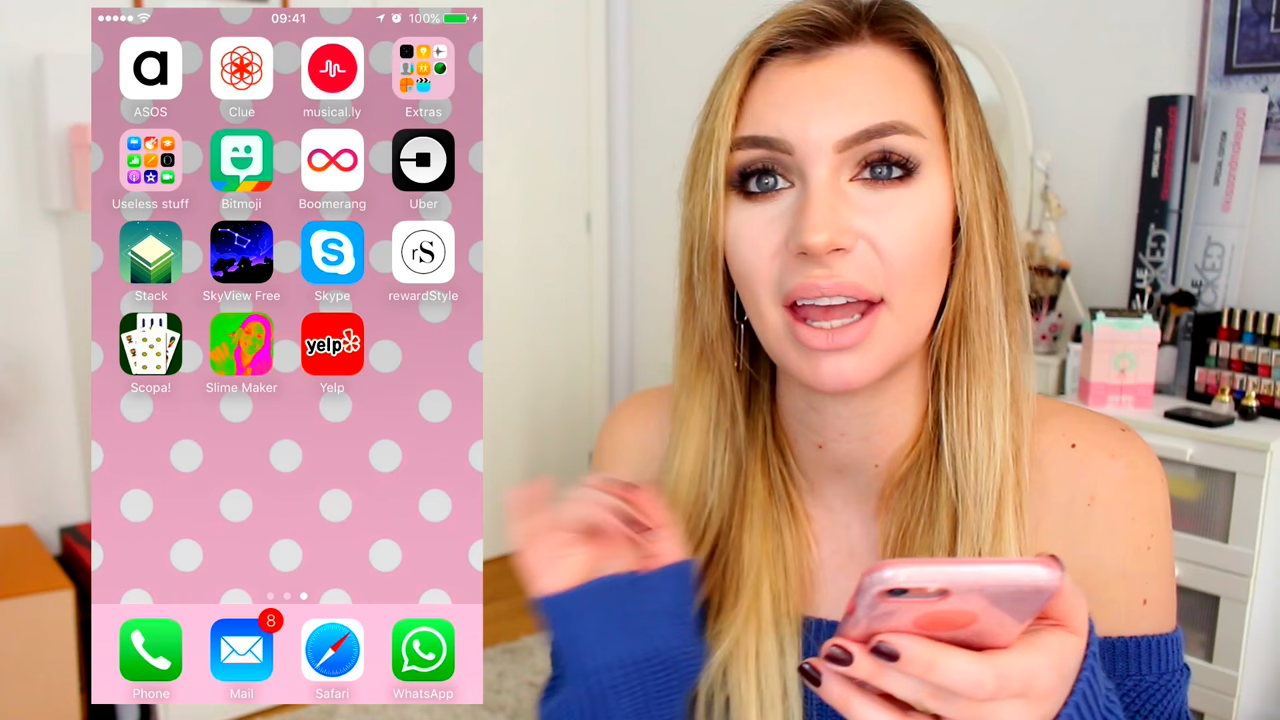 09:41
100%
a
ASOS
Clue
musical.ly
Extras
Useless stuff
Bitmoji
Boomerang
Uber
S
rS
Stack
SkyView Free
Skype
rewardStyle
yelp
Scopa!
Slime Maker
Yelp
8
Phone
Mail
Safari
WhatsApp